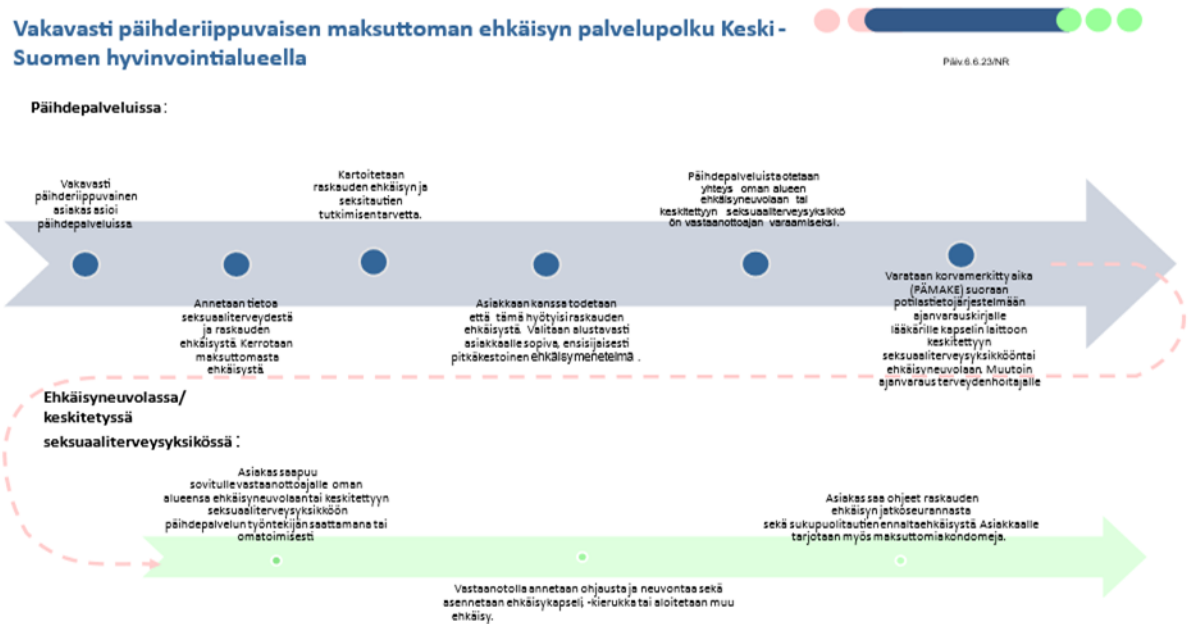 Vakavasti päihderiippuvaisen maksuttoman ehkäisyn palvelupolku Keski-
Suomen hyvinvointialueella
Päiv.6.6.23/NR
Päihdepalveluissa:
Vakavasti
päihderiippuvainen
asiakas asioi
päihdepalveluissa.
Annetaan tietoa
seksuaaliterveydestä
ja raskauden
ehkäisystä. Kerrotaan
maksuttomasta
ehkäisystä.
Kartoitetaan
raskauden ehkäisyn ja
seksitautien
tutkimisen tarvetta.
Asiakkaan kanssa todetaan
että tämä hyötyisi raskauden
ehkäisystä. Valitaan alustavasti
asiakkaalle sopiva, ensisijaisesti
pitkäkestoinen ehkäisymenetelmä .
Päihdepalveluista otetaan
yhteys oman alueen
ehkäisyneuvolaan tai
keskitettyyn seksuaaliterveysyksikkö
ön vastaanottoajan varaamiseksi.
Varataan korvamerkitty aika
(PÄMAKE) suoraan
potilastietojärjestelmään
ajanvarauskirjalle
lääkärille kapselin laittoon
keskitettyyn
seksuaaliterveysyksikköön tai
ehkäisyneuvolaan. Muutoin
ajanvaraus terveydenhoitajalle
Ehkäisyneuvolassa/
keskitetyssä
seksuaaliterveysyksikössä:
Asiakas saapuu
sovitulle vastaanottoajalle oman
alueensa ehkäisyneuvolaan tai keskitettyyn
seksuaaliterveysyksikköön
päihdepalvelun työntekijän saattamana tai
omatoimisesti
Vastaanotolla annetaan ohjausta ja neuvontaa sekä
asennetaan ehkäisykapseli, -kierukka tai aloitetaan muu
ehkäisy.
Asiakas saa ohjeet raskauden
ehkäisyn jatkoseurannasta
sekä sukupuolitautien ennaltaehkäisystä. Asiakkaalle
tarjotaan myös maksuttomia kondomeja.